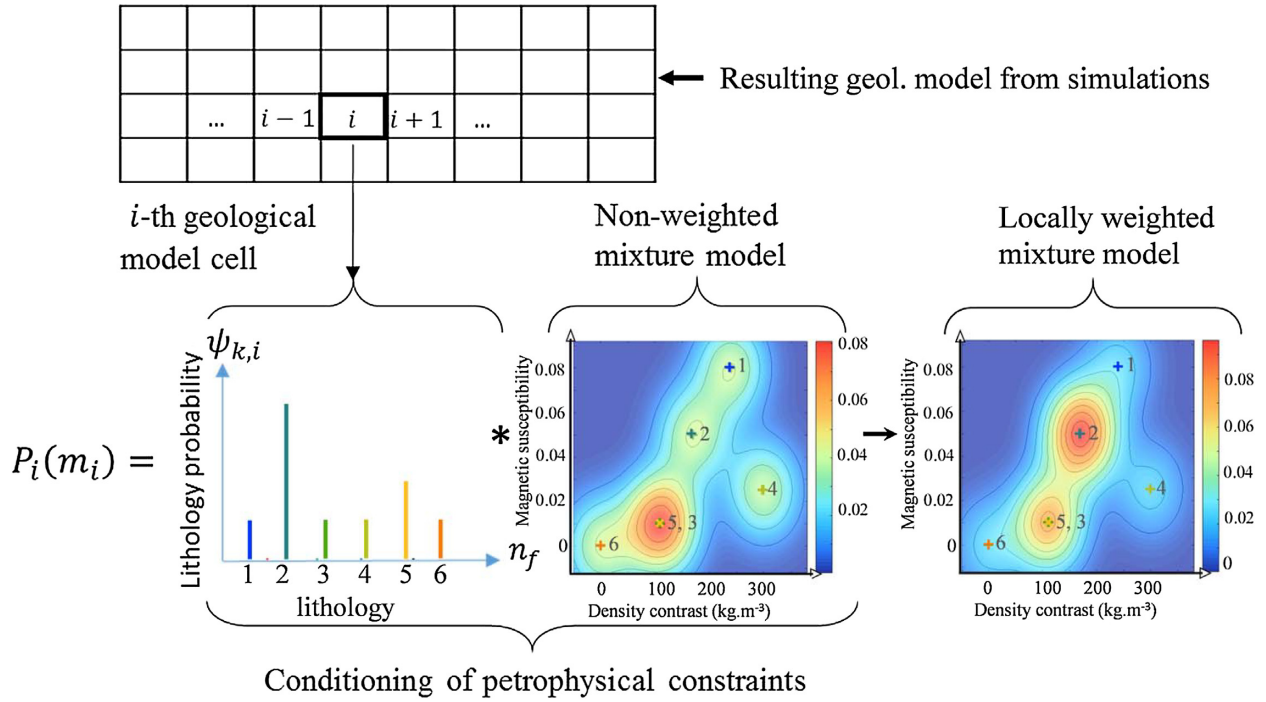 Resulting geol. model from simulations
... i − 1 i i + 1 ...
i-th geological
model cell
Non-weighted
mixture model
Locally weighted
mixture model
P_i(m_i) =
ψ_{k,i}
Lithology probability
1 2 3 4 5 6
n_f
lithology
*
Magnetic susceptibility
0.08
0.06
0.04
0.02
0
1
2
4
5, 3
6
0 100 200 300
Density contrast (kg.m⁻³)
0.08
0.06
0.04
0.02
Magnetic susceptibility
0.08
0.06
0.04
0.02
0
1
2
4
5, 3
6
0 100 200 300
Density contrast (kg.m⁻³)
0.08
0.06
0.04
0.02
0
Conditioning of petrophysical constraints